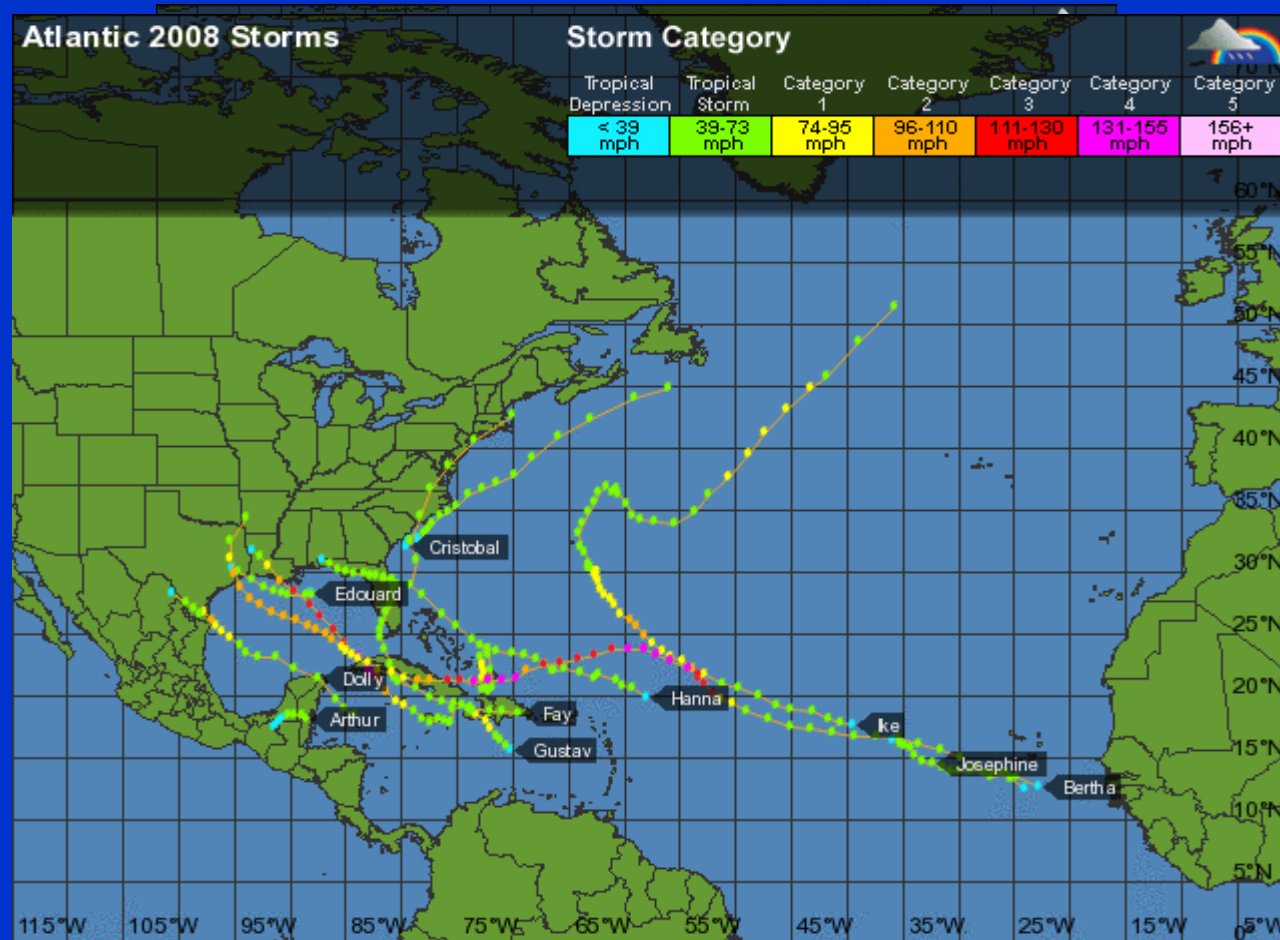 Atlantic 2008 Storms
Storm Category
Tropical Depression
Tropical Storm
Category 1
Category 2
Category 3
Category 4
Category 5
< 39 mph
39-73 mph
74-95 mph
96-110 mph
111-130 mph
131-155 mph
156+ mph
70°N
60°N
55°N
50°N
45°N
40°N
35°N
30°N
25°N
20°N
15°N
10°N
5°N
Cristobal
Edouard
Dolly
Hanna
Arthur
Fay
Ike
Gustav
Josephine
Bertha
115°W 105°W 95°W 85°W 75°W 65°W 55°W 45°W 35°W 25°W 15°W 0° 5°W